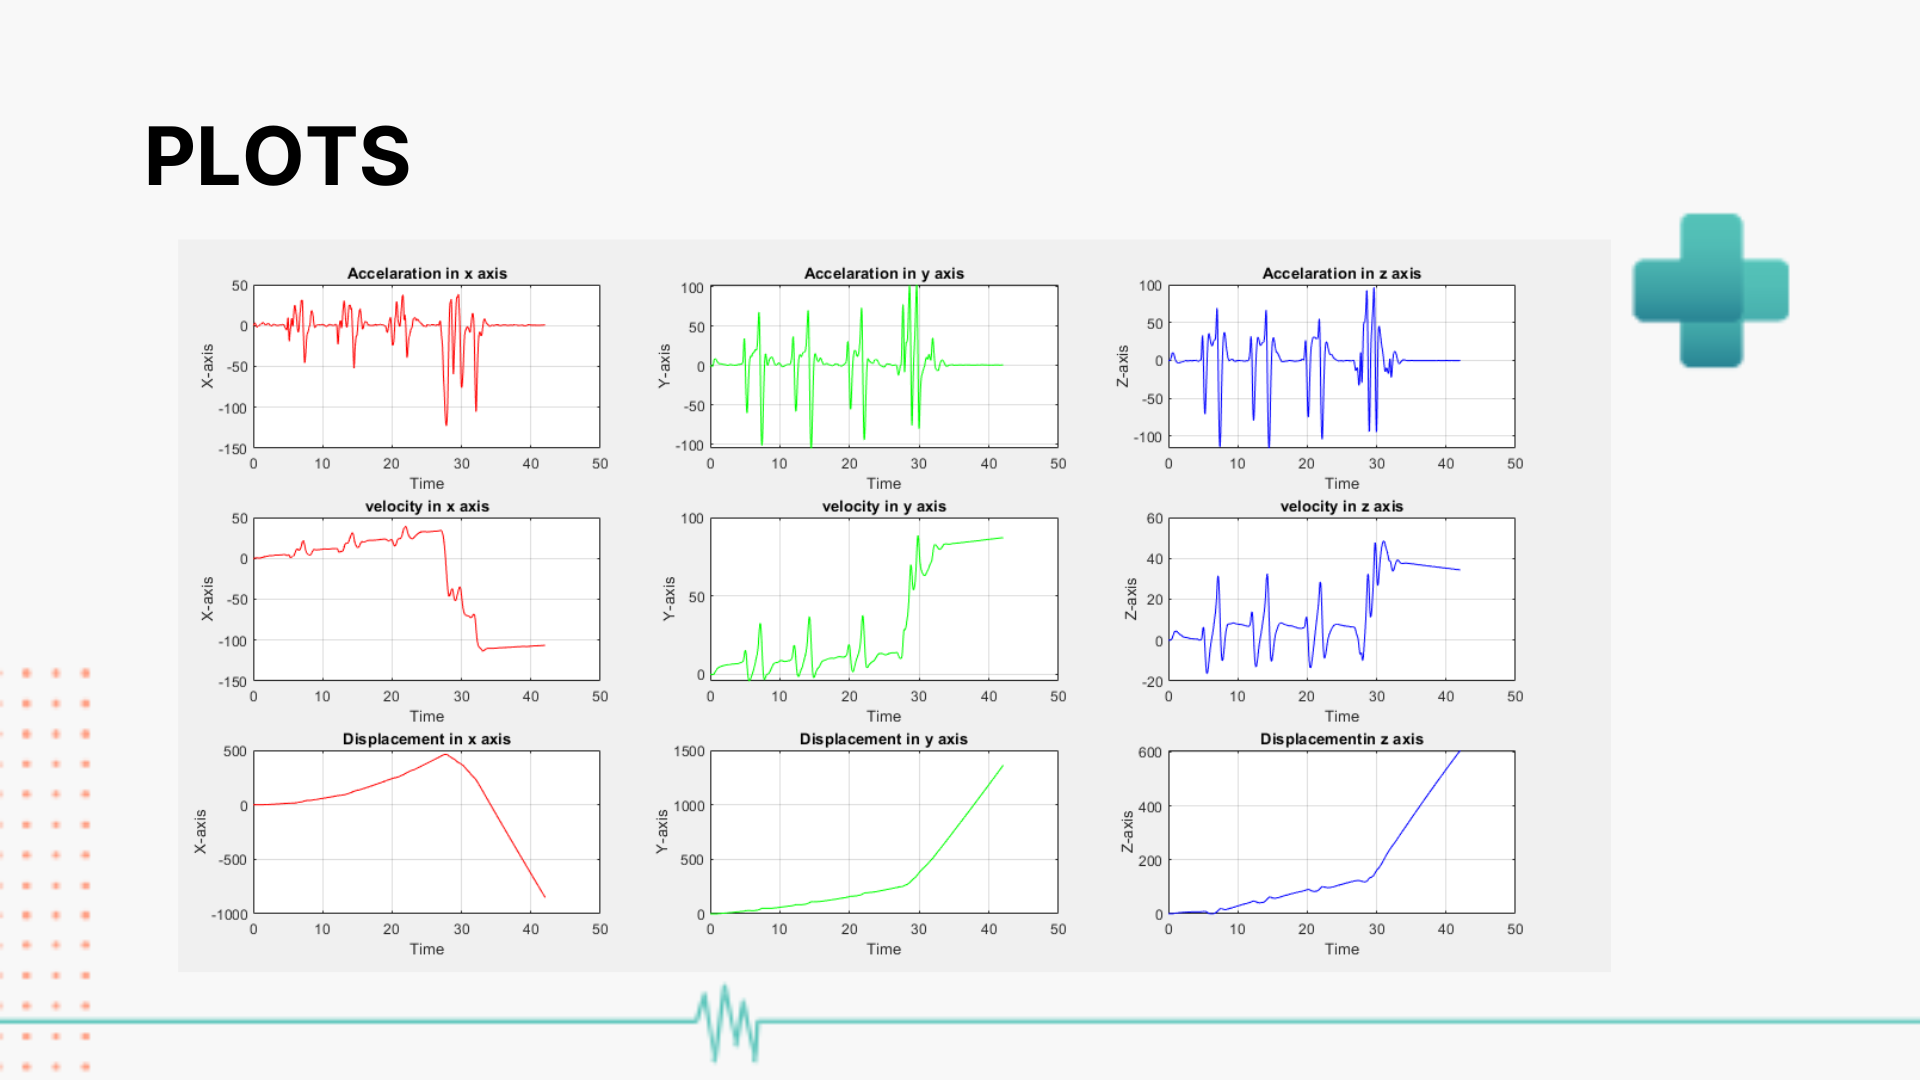 PLOTS
Accelaration in x axis
50
0
-50
-100
-150
X-axis
0 10 20 30 40 50
Time
Accelaration in y axis
100
50
0
-50
-100
Y-axis
0 10 20 30 40 50
Time
Accelaration in z axis
100
50
0
-50
-100
Z-axis
0 10 20 30 40 50
Time
velocity in x axis
50
0
-50
-100
-150
X-axis
0 10 20 30 40 50
Time
velocity in y axis
100
50
0
Y-axis
0 10 20 30 40 50
Time
velocity in z axis
60
40
20
0
-20
Z-axis
0 10 20 30 40 50
Time
Displacement in x axis
500
0
-500
-1000
X-axis
0 10 20 30 40 50
Time
Displacement in y axis
1500
1000
500
0
Y-axis
0 10 20 30 40 50
Time
Displacementin z axis
600
400
200
0
Z-axis
0 10 20 30 40 50
Time